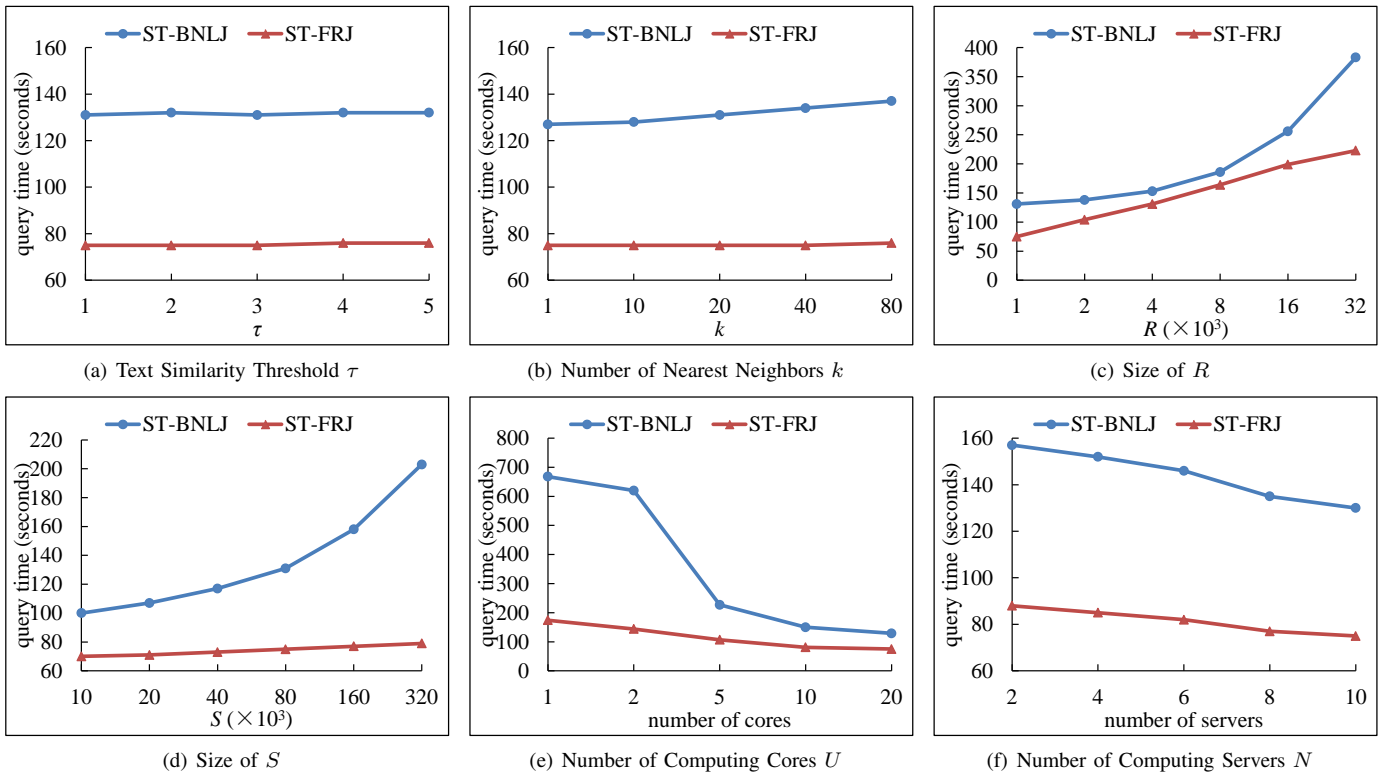 ST-BNLJ ST-FRJ
query time (seconds)
160
140
120
100
80
60
1 2 3 4 5
τ
(a) Text Similarity Threshold τ
ST-BNLJ ST-FRJ
query time (seconds)
160
140
120
100
80
60
1 10 20 40 80
k
(b) Number of Nearest Neighbors k
ST-BNLJ ST-FRJ
query time (seconds)
400
350
300
250
200
150
100
50
0
1 2 4 8 16 32
R (×10³)
(c) Size of R
ST-BNLJ ST-FRJ
query time (seconds)
220
200
180
160
140
120
100
80
60
10 20 40 80 160 320
S (×10³)
(d) Size of S
ST-BNLJ ST-FRJ
query time (seconds)
800
700
600
500
400
300
200
100
0
1 2 5 10 20
number of cores
(e) Number of Computing Cores U
ST-BNLJ ST-FRJ
query time (seconds)
160
140
120
100
80
60
2 4 6 8 10
number of servers
(f) Number of Computing Servers N